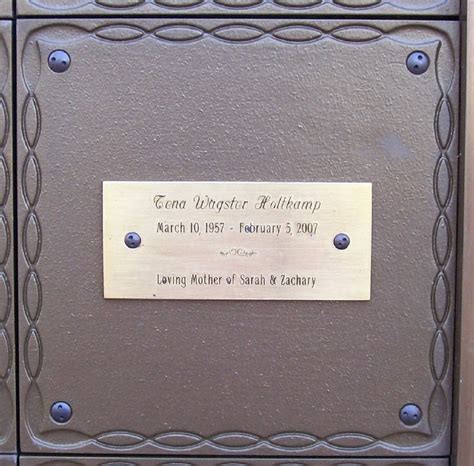 Tena Wagster Holtkamp
March 10, 1957 - February 5, 2007
Loving Mother of Sarah & Zachary